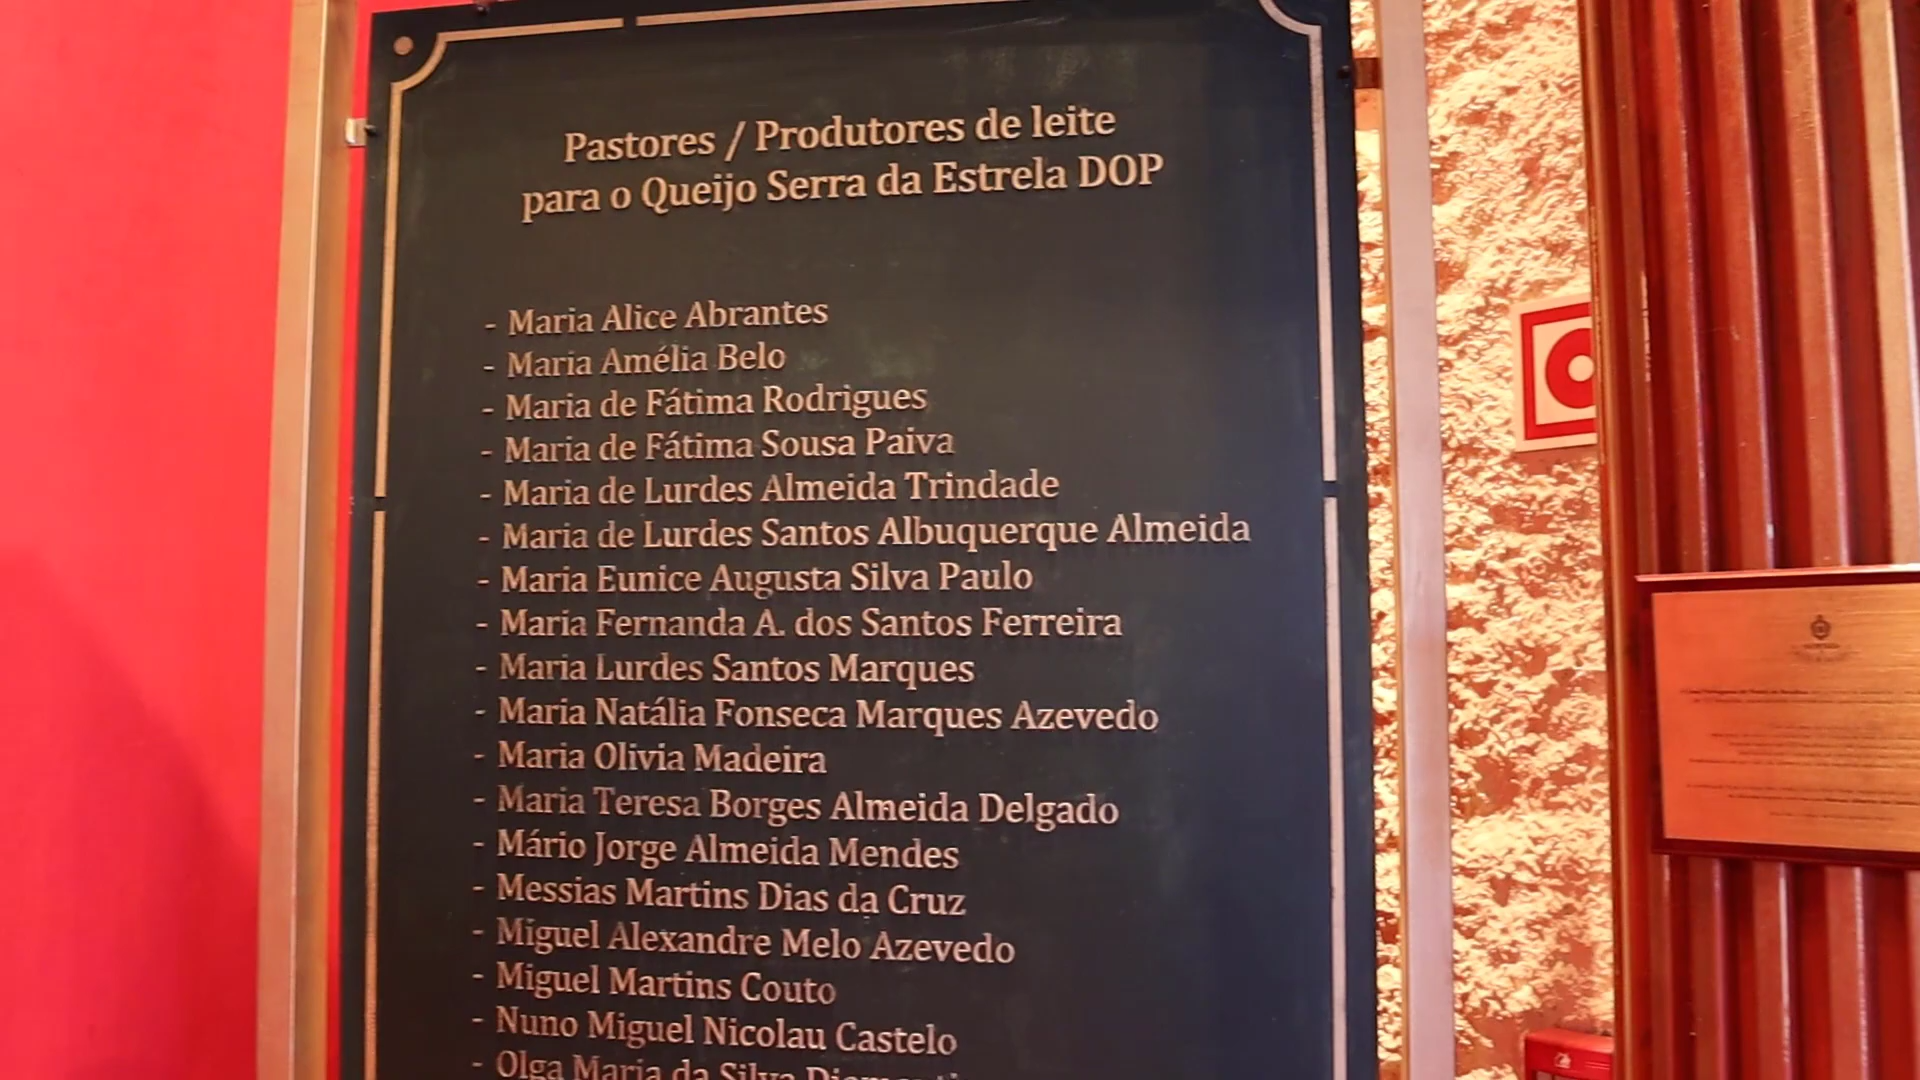 Pastores / Produtores de leite
para o Queijo Serra da Estrela DOP
- Maria Alice Abrantes
- Maria Amélia Belo
- Maria de Fátima Rodrigues
- Maria de Fátima Sousa Paiva
- Maria de Lurdes Almeida Trindade
- Maria de Lurdes Santos Albuquerque Almeida
- Maria Eunice Augusta Silva Paulo
- Maria Fernanda A. dos Santos Ferreira
- Maria Lurdes Santos Marques
- Maria Natália Fonseca Marques Azevedo
- Maria Olivia Madeira
- Maria Teresa Borges Almeida Delgado
- Mário Jorge Almeida Mendes
- Messias Martins Dias da Cruz
- Miguel Alexandre Melo Azevedo
- Miguel Martins Couto
- Nuno Miguel Nicolau Castelo
- Olga Maria da Silva